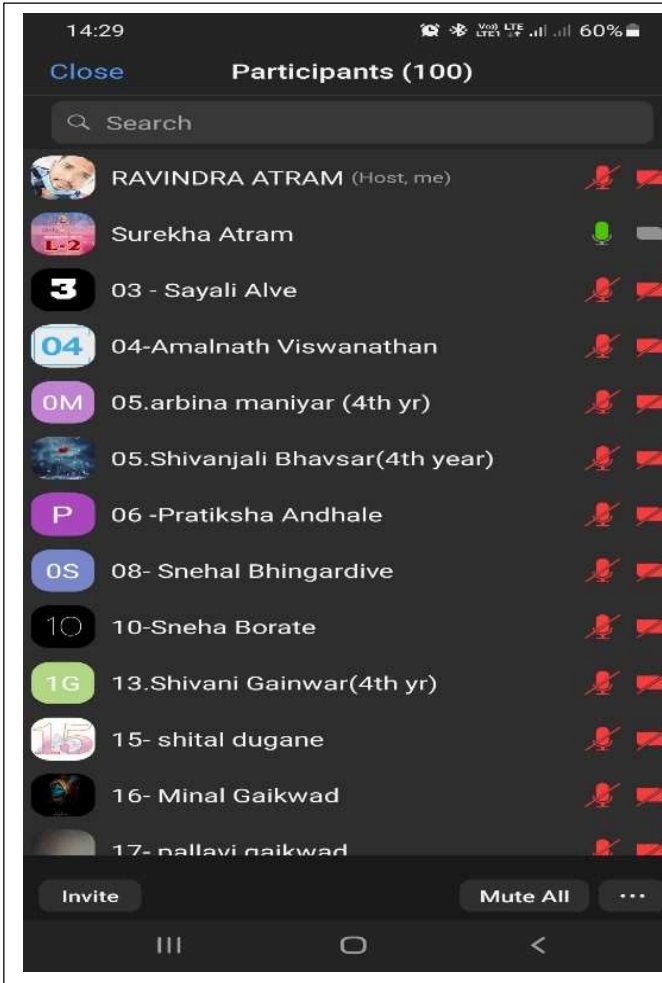 14:29 Vo)) LTE1 LTE 60%
Close Participants (100)
Search
RAVINDRA ATRAM (Host, me)
L-2 Surekha Atram
3 03 - Sayali Alve
04 04-Amalnath Viswanathan
0M 05.arbina maniyar (4th yr)
05.Shivanjali Bhavsar(4th year)
P 06 -Pratiksha Andhale
0S 08- Snehal Bhingardive
10 10-Sneha Borate
1G 13.Shivani Gainwar(4th yr)
15 15- shital dugane
16- Minal Gaikwad
17- pallavi gaikwad
Invite Mute All ...